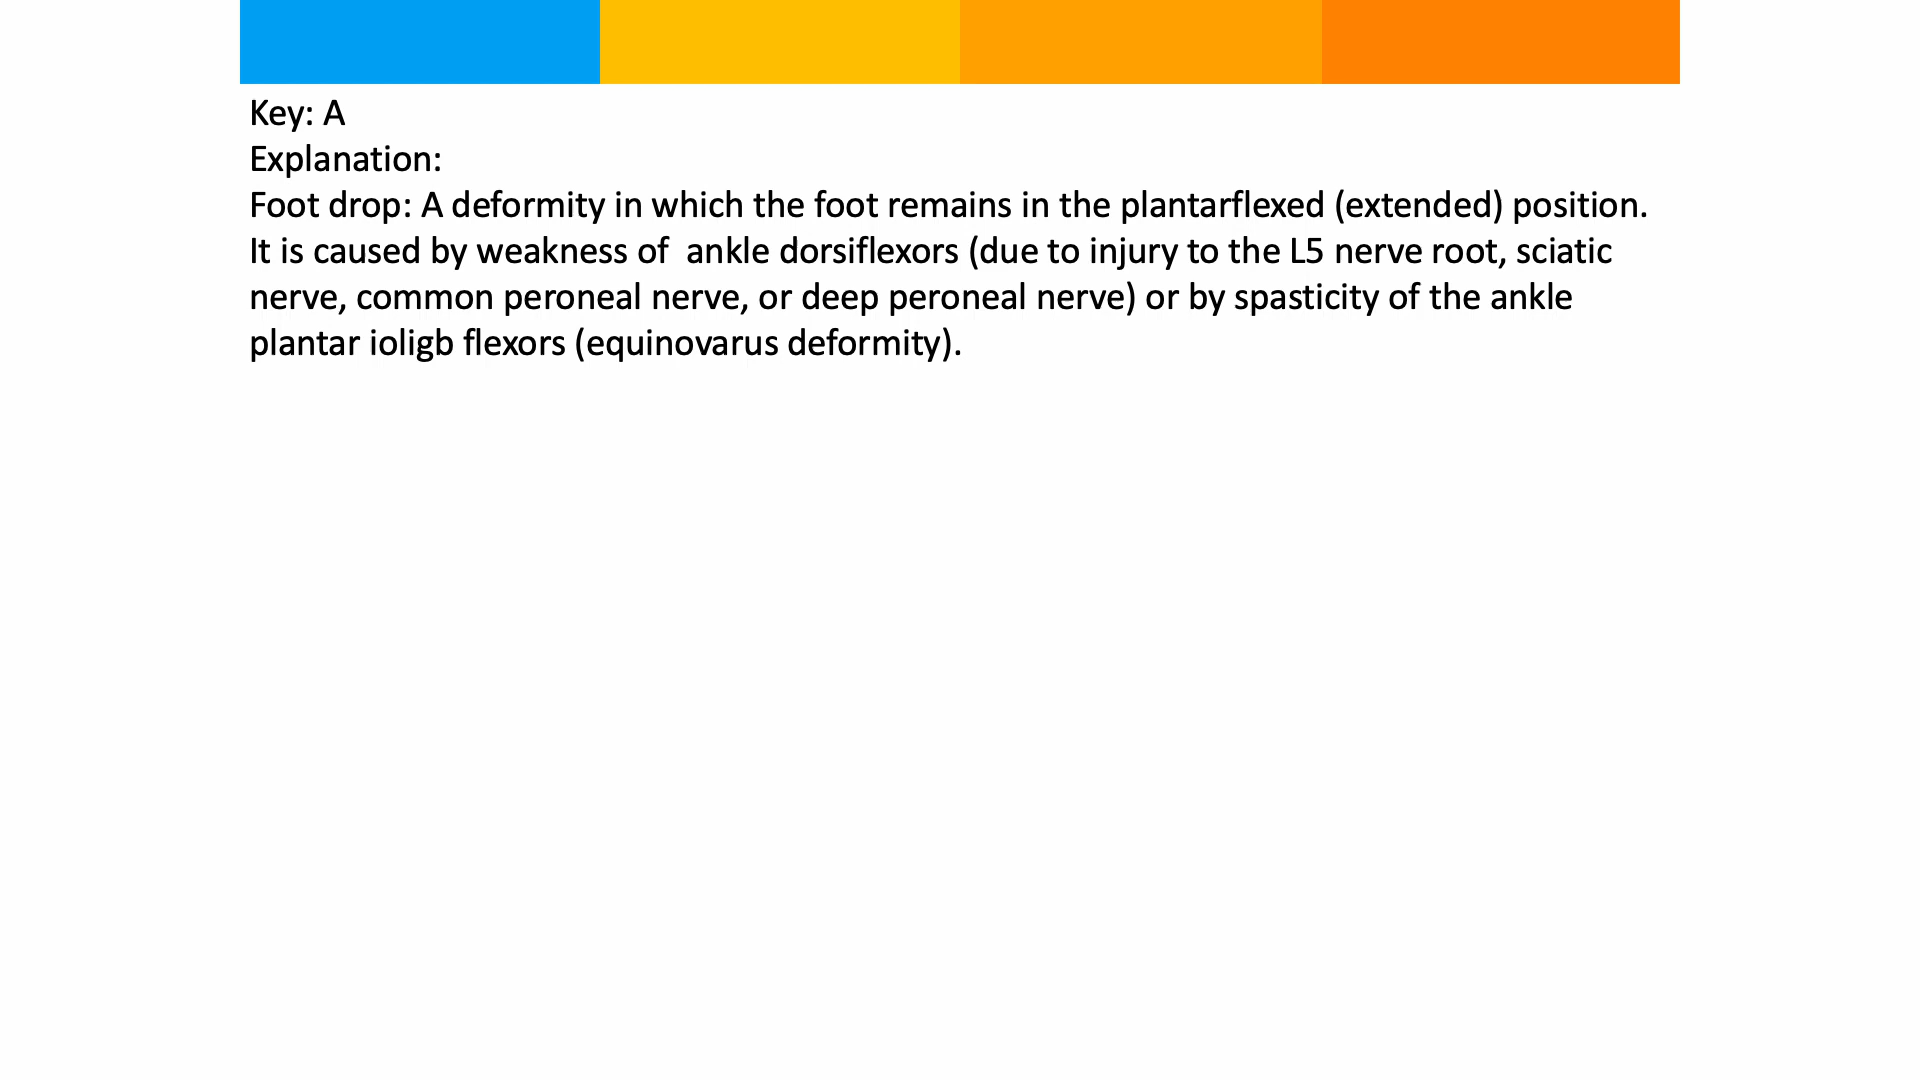 Key: A
Explanation:
Foot drop: A deformity in which the foot remains in the plantarflexed (extended) position.
It is caused by weakness of  ankle dorsiflexors (due to injury to the L5 nerve root, sciatic
nerve, common peroneal nerve, or deep peroneal nerve) or by spasticity of the ankle
plantar ioligb flexors (equinovarus deformity).